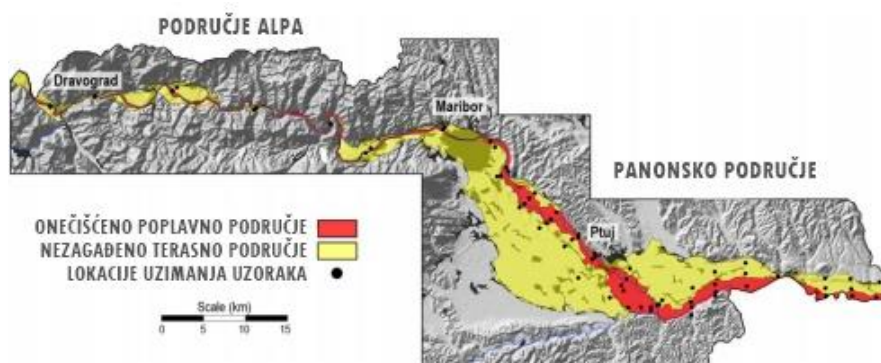 PODRUČJE ALPA
Dravograd
Maribor
PANONSKO PODRUČJE
ONEČIŠĆENO POPLAVNO PODRUČJE
NEZAGAĐENO TERASNO PODRUČJE
LOKACIJE UZIMANJA UZORAKA
Ptuj
Scale (km)
0 5 10 15